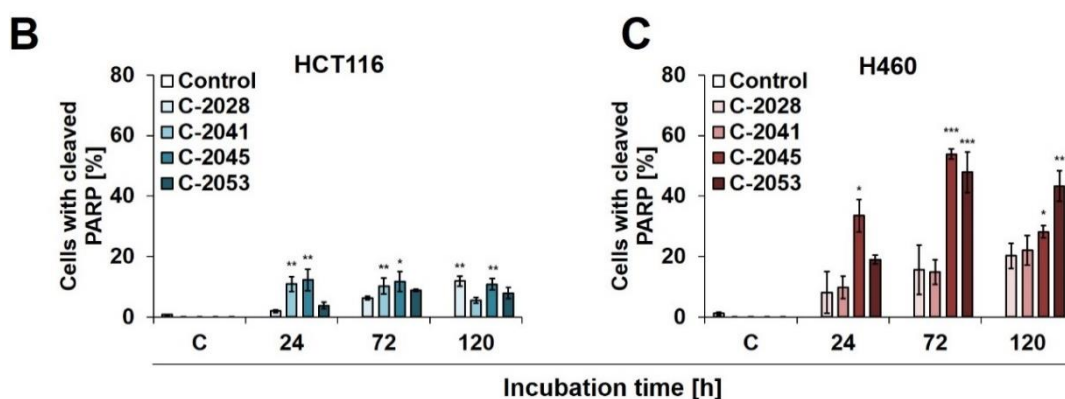 B
HCT116
Cells with cleaved
PARP [%]
80
60
40
20
0
Control
C-2028
C-2041
C-2045
C-2053
** ** ** * ** **
C 24 72 120
C
H460
Cells with cleaved
PARP [%]
80
60
40
20
0
Control
C-2028
C-2041
C-2045
C-2053
* *** *** * **
C 24 72 120
Incubation time [h]